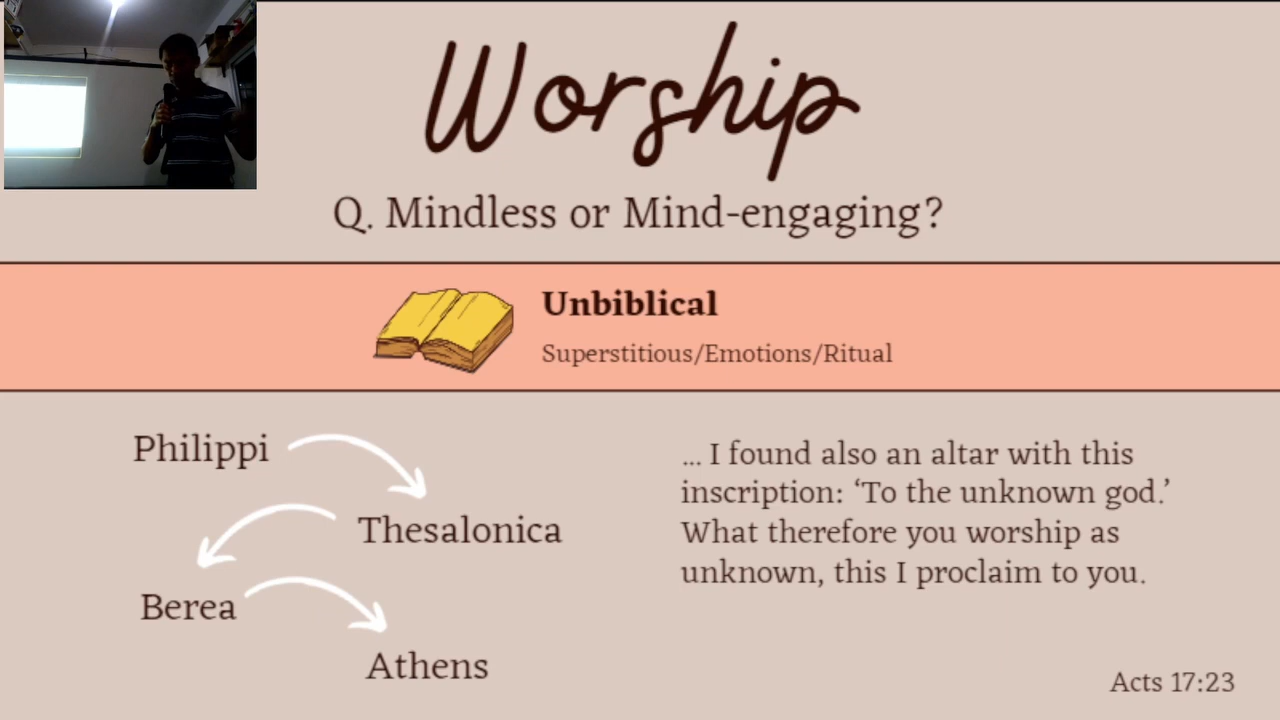 Worship
Q. Mindless or Mind-engaging?
Unbiblical
Superstitious/Emotions/Ritual
Philippi
Thesalonica
Berea
Athens
... I found also an altar with this
inscription: ‘To the unknown god.’
What therefore you worship as
unknown, this I proclaim to you.
Acts 17:23